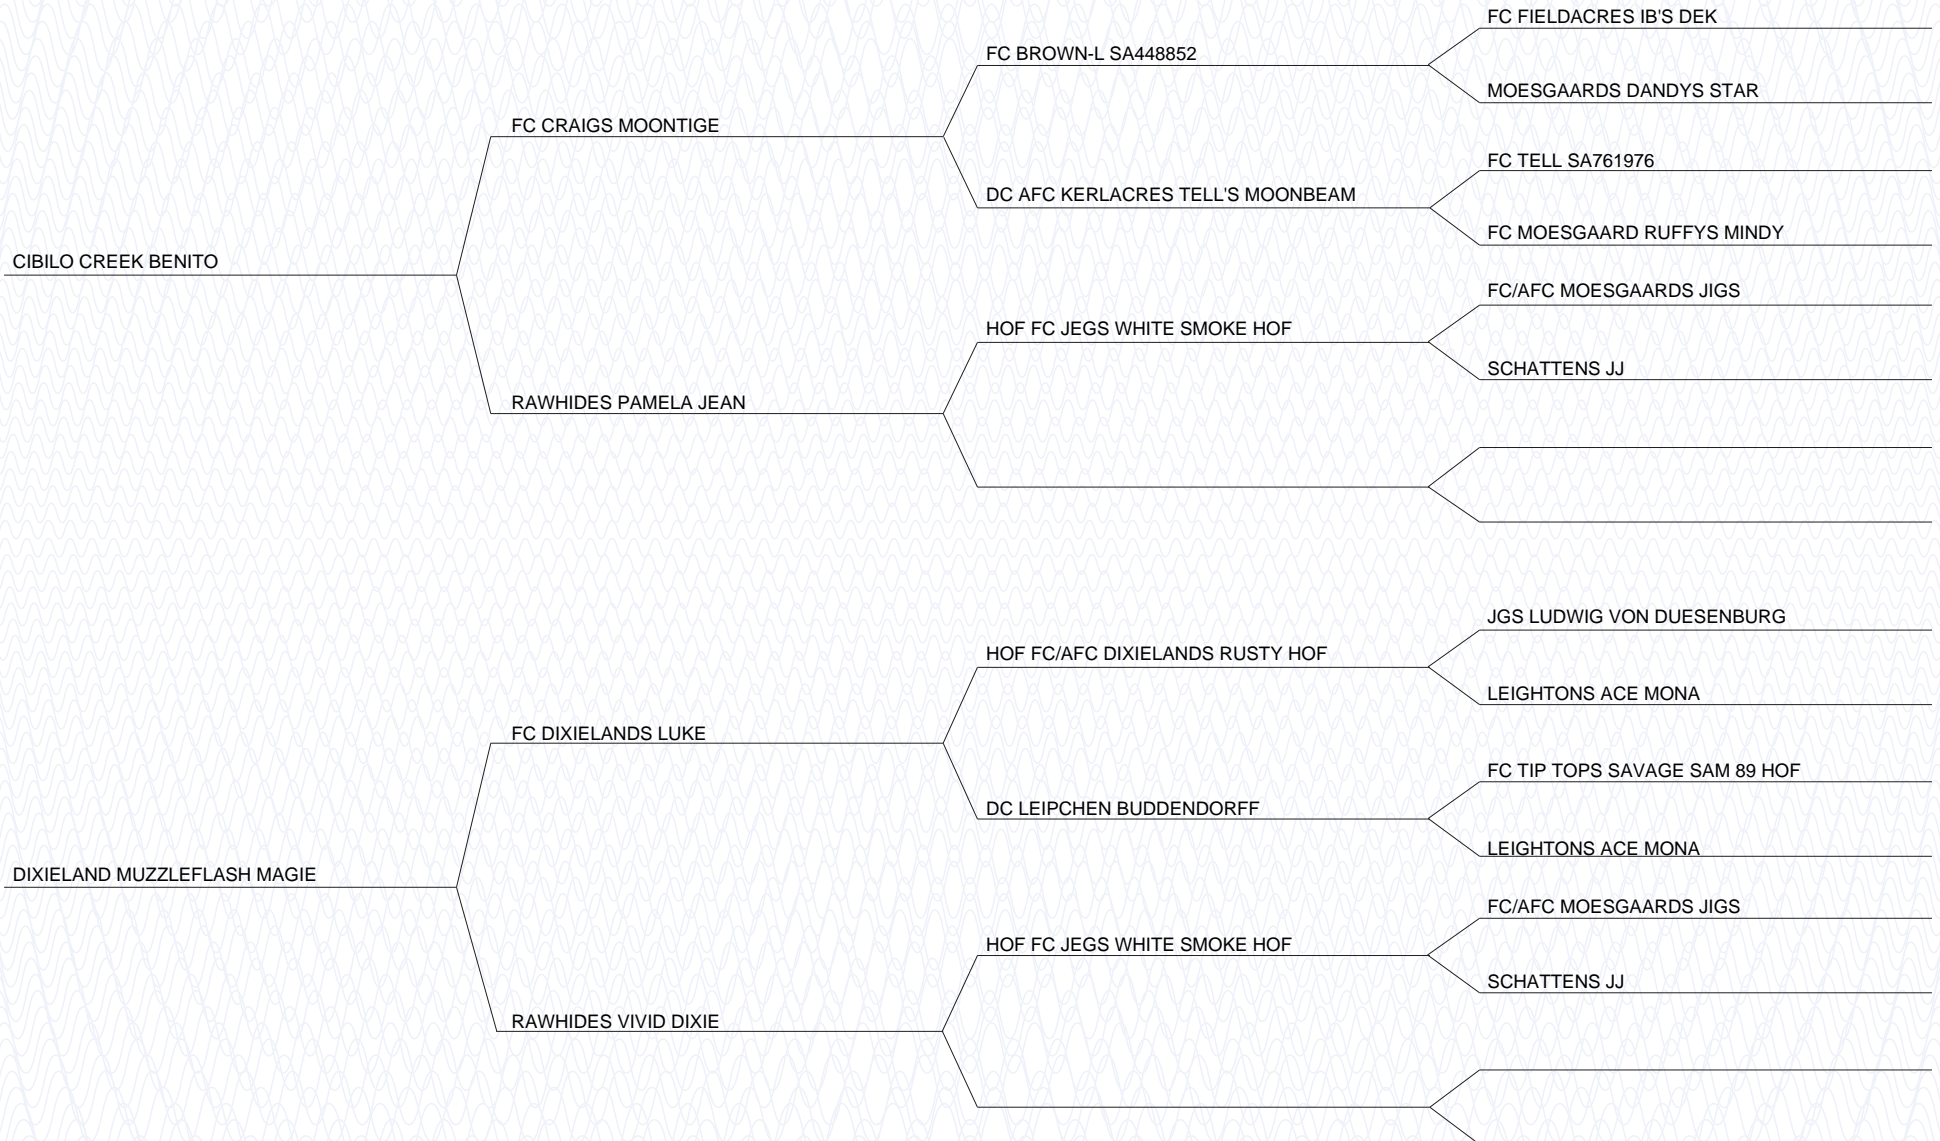 FC FIELDACRES IB'S DEK
FC BROWN-L SA448852
MOESGAARDS DANDYS STAR
FC CRAIGS MOONTIGE
FC TELL SA761976
DC AFC KERLACRES TELL'S MOONBEAM
FC MOESGAARD RUFFYS MINDY
CIBILO CREEK BENITO
FC/AFC MOESGAARDS JIGS
HOF FC JEGS WHITE SMOKE HOF
SCHATTENS JJ
RAWHIDES PAMELA JEAN
JGS LUDWIG VON DUESENBURG
HOF FC/AFC DIXIELANDS RUSTY HOF
LEIGHTONS ACE MONA
FC DIXIELANDS LUKE
FC TIP TOPS SAVAGE SAM 89 HOF
DC LEIPCHEN BUDDENDORFF
LEIGHTONS ACE MONA
DIXIELAND MUZZLEFLASH MAGIE
FC/AFC MOESGAARDS JIGS
HOF FC JEGS WHITE SMOKE HOF
SCHATTENS JJ
RAWHIDES VIVID DIXIE